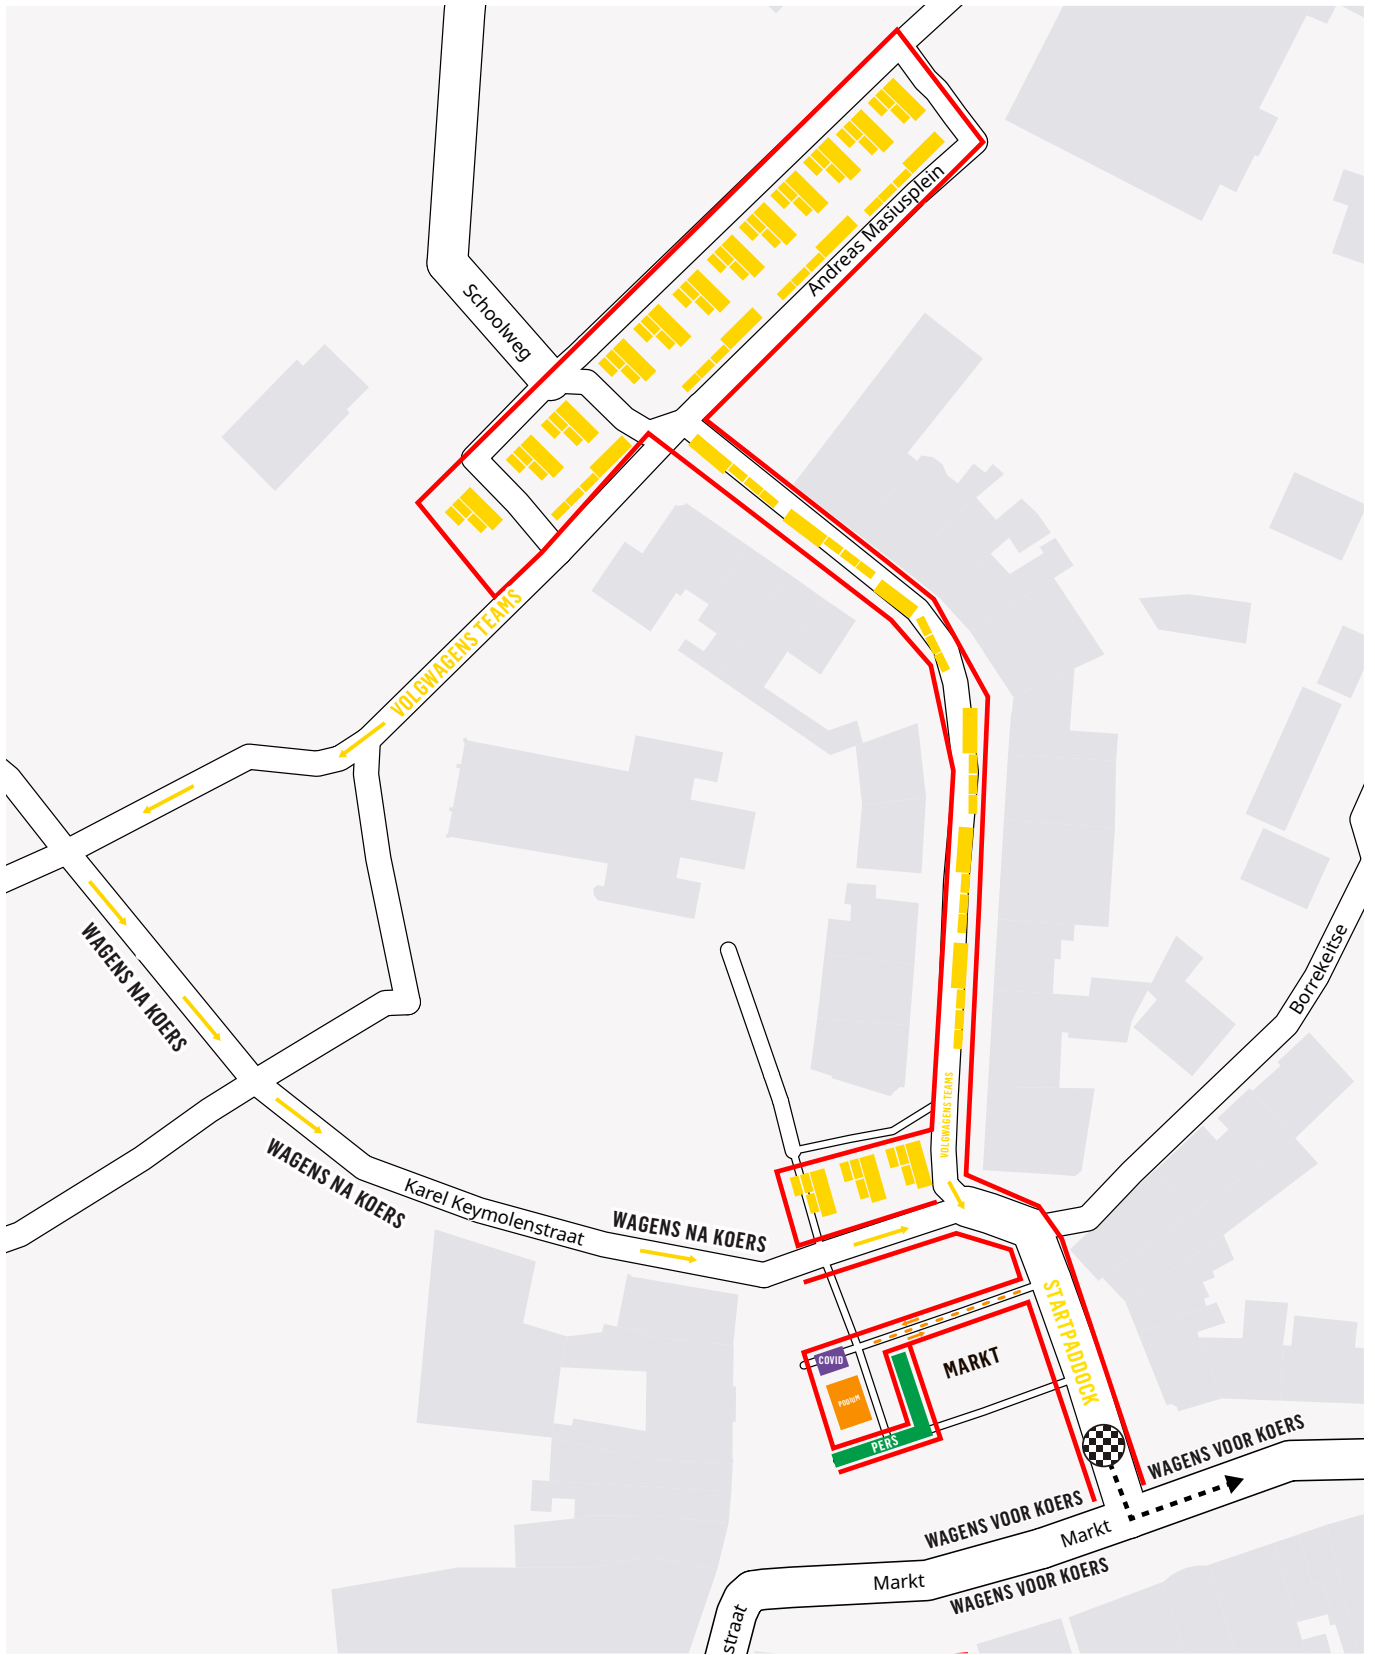 Andreas Masiusplein
Schoolweg
VOLGWAGENS TEAMS
WAGENS NA KOERS
Borrekeitse
VOLGWAGENS TEAMS
WAGENS NA KOERS
Karel Keymolenstraat
WAGENS NA KOERS
STARTPADDOCK
COVID
MARKT
PODIUM
PERS
WAGENS VOOR KOERS
WAGENS VOOR KOERS
Markt
Markt
WAGENS VOOR KOERS
straat